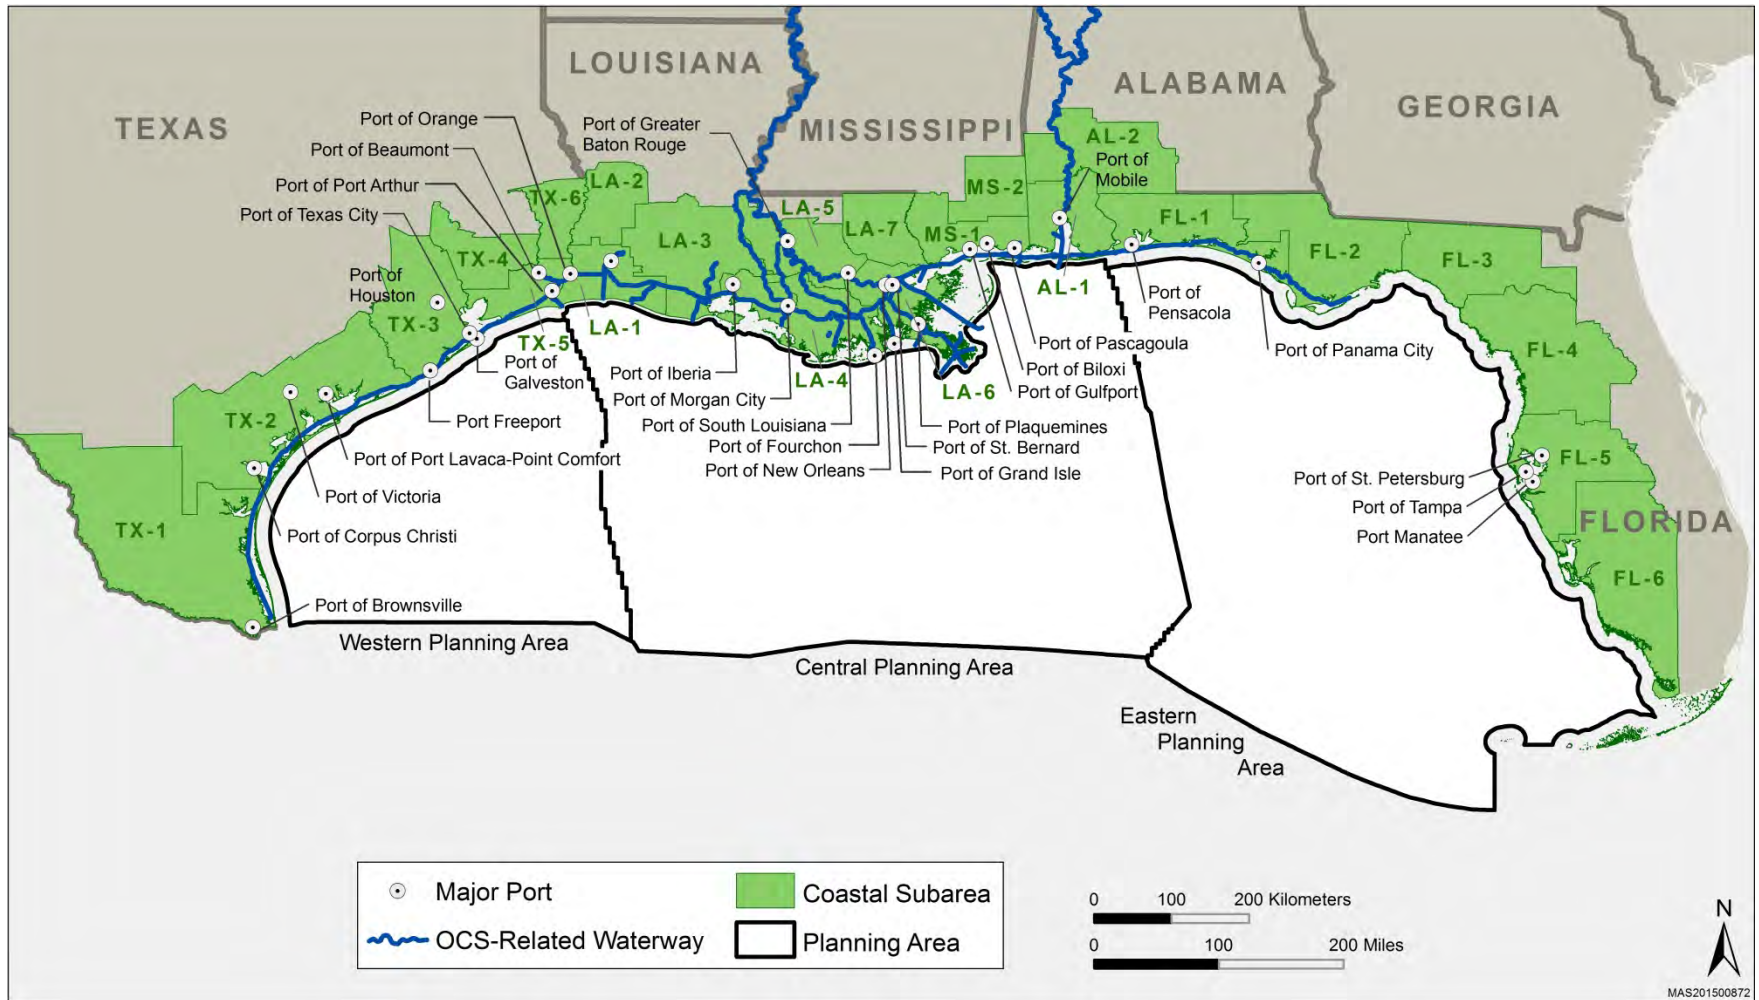 LOUISIANA
ALABAMA
GEORGIA
TEXAS
MISSISSIPPI
Port of Orange
Port of Greater
Baton Rouge
Port of Beaumont
AL-2
Port of
Mobile
Port of Port Arthur
LA-2
MS-2
TX-6
Port of Texas City
LA-5
LA-7
FL-1
MS-1
LA-3
FL-2
TX-4
FL-3
Port of
Houston
AL-1
Port of
Pensacola
TX-3
LA-1
TX-5
Port of Pascagoula
Port of Panama City
FL-4
Port of
Galveston
Port of Iberia
LA-4
LA-6
Port of Biloxi
Port of Gulfport
Port of Morgan City
TX-2
Port Freeport
Port of South Louisiana
Port of Plaquemines
Port of Fourchon
Port of St. Bernard
Port of Port Lavaca-Point Comfort
Port of New Orleans
Port of Grand Isle
FL-5
Port of St. Petersburg
Port of Victoria
Port of Tampa
TX-1
Port of Corpus Christi
Port Manatee
FLORIDA
FL-6
Port of Brownsville
Western Planning Area
Central Planning Area
Eastern
Planning
Area
Major Port
Coastal Subarea
OCS-Related Waterway
Planning Area
0 100 200 Kilometers
0 100 200 Miles
N
MAS201500872